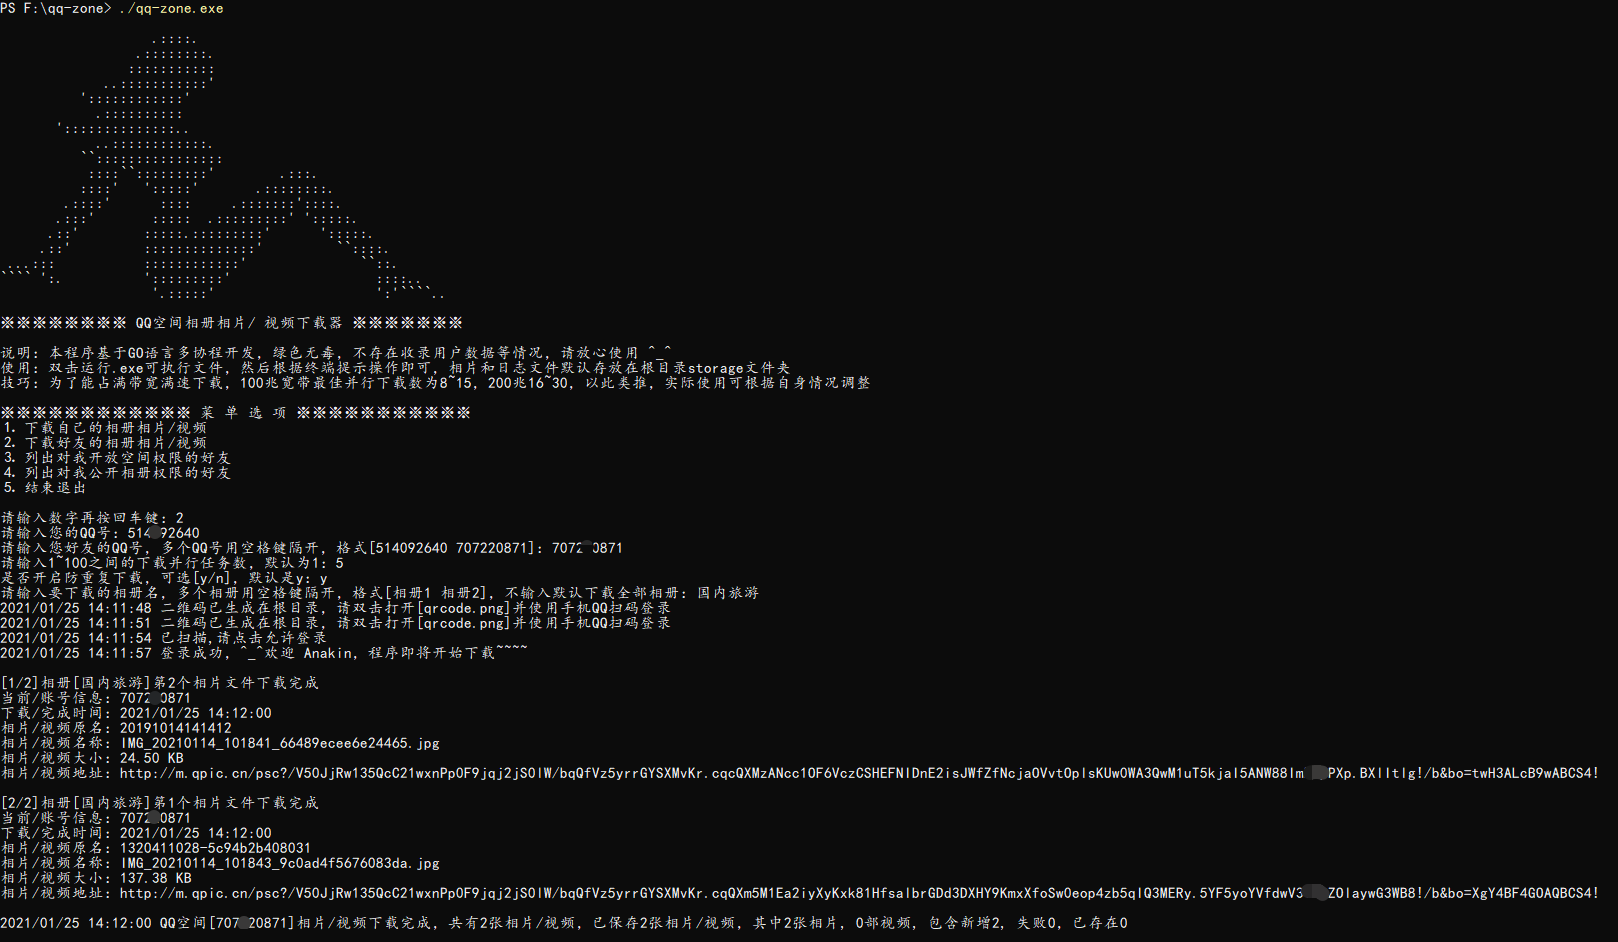 PS F:\qq-zone> ./qq-zone.exe
※※※※※※※※ QQ空间相册相片/ 视频下载器 ※※※※※※※
说明: 本程序基于GO语言多协程开发, 绿色无毒, 不存在收录用户数据等情况, 请放心使用 ^_^
使用: 双击运行.exe可执行文件, 然后根据终端提示操作即可, 相片和日志文件默认存放在根目录storage文件夹
技巧: 为了能占满带宽满速下载, 100兆宽带最佳并行下载数为8~15, 200兆16~30, 以此类推, 实际使用可根据自身情况调整
※※※※※※※※※※※※ 菜 单 选 项 ※※※※※※※※※※※
1. 下载自己的相册相片/视频
2. 下载好友的相册相片/视频
3. 列出对我开放空间权限的好友
4. 列出对我公开相册权限的好友
5. 结束退出
请输入数字再按回车键: 2
请输入您的QQ号: 514 92640
请输入您好友的QQ号, 多个QQ号用空格键隔开, 格式[514092640 707220871]: 7072 0871
请输入1~100之间的下载并行任务数, 默认为1: 5
是否开启防重复下载, 可选[y/n], 默认是y: y
请输入要下载的相册名, 多个相册用空格键隔开, 格式[相册1 相册2], 不输入默认下载全部相册: 国内旅游
2021/01/25 14:11:48 二维码已生成在根目录, 请双击打开[qrcode.png]并使用手机QQ扫码登录
2021/01/25 14:11:51 二维码已生成在根目录, 请双击打开[qrcode.png]并使用手机QQ扫码登录
2021/01/25 14:11:54 已扫描,请点击允许登录
2021/01/25 14:11:57 登录成功, ^_^欢迎 Anakin, 程序即将开始下载~~~~
[1/2]相册[国内旅游]第2个相片文件下载完成
当前/账号信息: 7072 0871
下载/完成时间: 2021/01/25 14:12:00
相片/视频原名: 20191014141412
相片/视频名称: IMG_20210114_101841_66489ecee6e24465.jpg
相片/视频大小: 24.50 KB
相片/视频地址: http://m.qpic.cn/psc?/V50JjRw135QcC21wxnPp0F9jqj2jS0lW/bqQfVz5yrrGYSXMvKr.cqcQXMzANcc10F6VczCSHEFNIDnE2isJWfZfNcja0VvtOplsKUw0WA3QwM1uT5kjal5ANW88Im PXp.BXIltlg!/b&bo=twH3ALcB9wABCS4!
[2/2]相册[国内旅游]第1个相片文件下载完成
当前/账号信息: 7072 0871
下载/完成时间: 2021/01/25 14:12:00
相片/视频原名: 1320411028-5c94b2b408031
相片/视频名称: IMG_20210114_101843_9c0ad4f5676083da.jpg
相片/视频大小: 137.38 KB
相片/视频地址: http://m.qpic.cn/psc?/V50JjRw135QcC21wxnPp0F9jqj2jS0lW/bqQfVz5yrrGYSXMvKr.cqQXm5M1Ea2iyXyKxk81HfsalbrGDd3DXHY9KmxXfoSw0eop4zb5qlQ3MERy.5YF5yoYVfdwV3 ZOlaywG3WB8!/b&bo=XgY4BF4GOAQBCS4!
2021/01/25 14:12:00 QQ空间[707 20871]相片/视频下载完成, 共有2张相片/视频, 已保存2张相片/视频, 其中2张相片, 0部视频, 包含新增2, 失败0, 已存在0